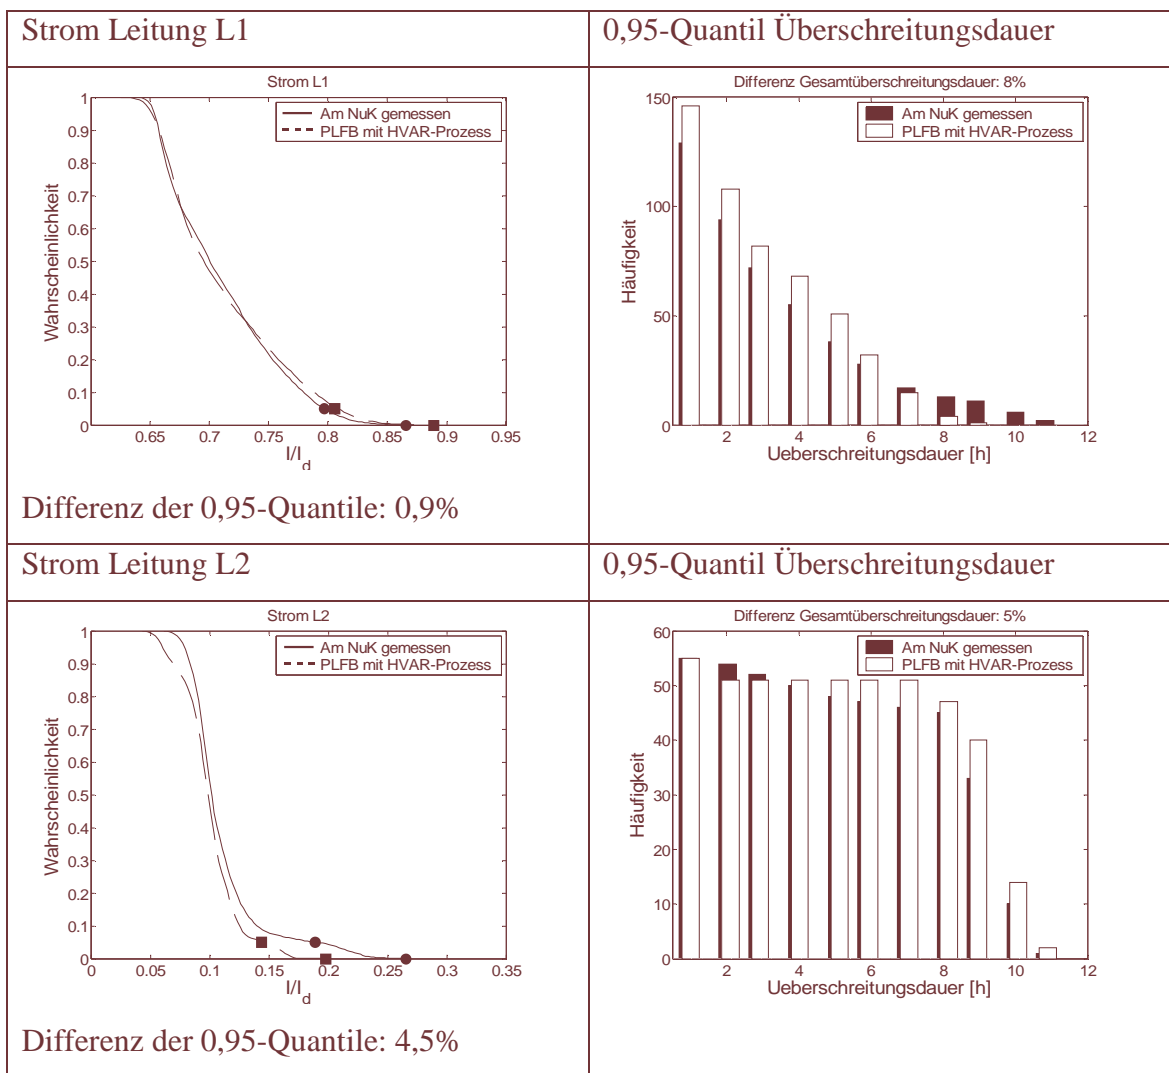 Strom Leitung L1
0,95-Quantil Überschreitungsdauer
Strom L1
Am NuK gemessen
PLFB mit HVAR-Prozess
Wahrscheinlichkeit
1
0.9
0.8
0.7
0.6
0.5
0.4
0.3
0.2
0.1
0
0.65
0.7
0.75
0.8
0.85
0.9
0.95
I/I_d
Differenz der 0,95-Quantile: 0,9%
Differenz Gesamtüberschreitungsdauer: 8%
Am NuK gemessen
PLFB mit HVAR-Prozess
Häufigkeit
150
100
50
0
2
4
6
8
10
12
Ueberschreitungsdauer [h]
Strom Leitung L2
0,95-Quantil Überschreitungsdauer
Strom L2
Am NuK gemessen
PLFB mit HVAR-Prozess
Wahrscheinlichkeit
1
0.9
0.8
0.7
0.6
0.5
0.4
0.3
0.2
0.1
0
0
0.05
0.1
0.15
0.2
0.25
0.3
0.35
I/I_d
Differenz der 0,95-Quantile: 4,5%
Differenz Gesamtüberschreitungsdauer: 5%
Am NuK gemessen
PLFB mit HVAR-Prozess
Häufigkeit
60
50
40
30
20
10
0
2
4
6
8
10
12
Ueberschreitungsdauer [h]